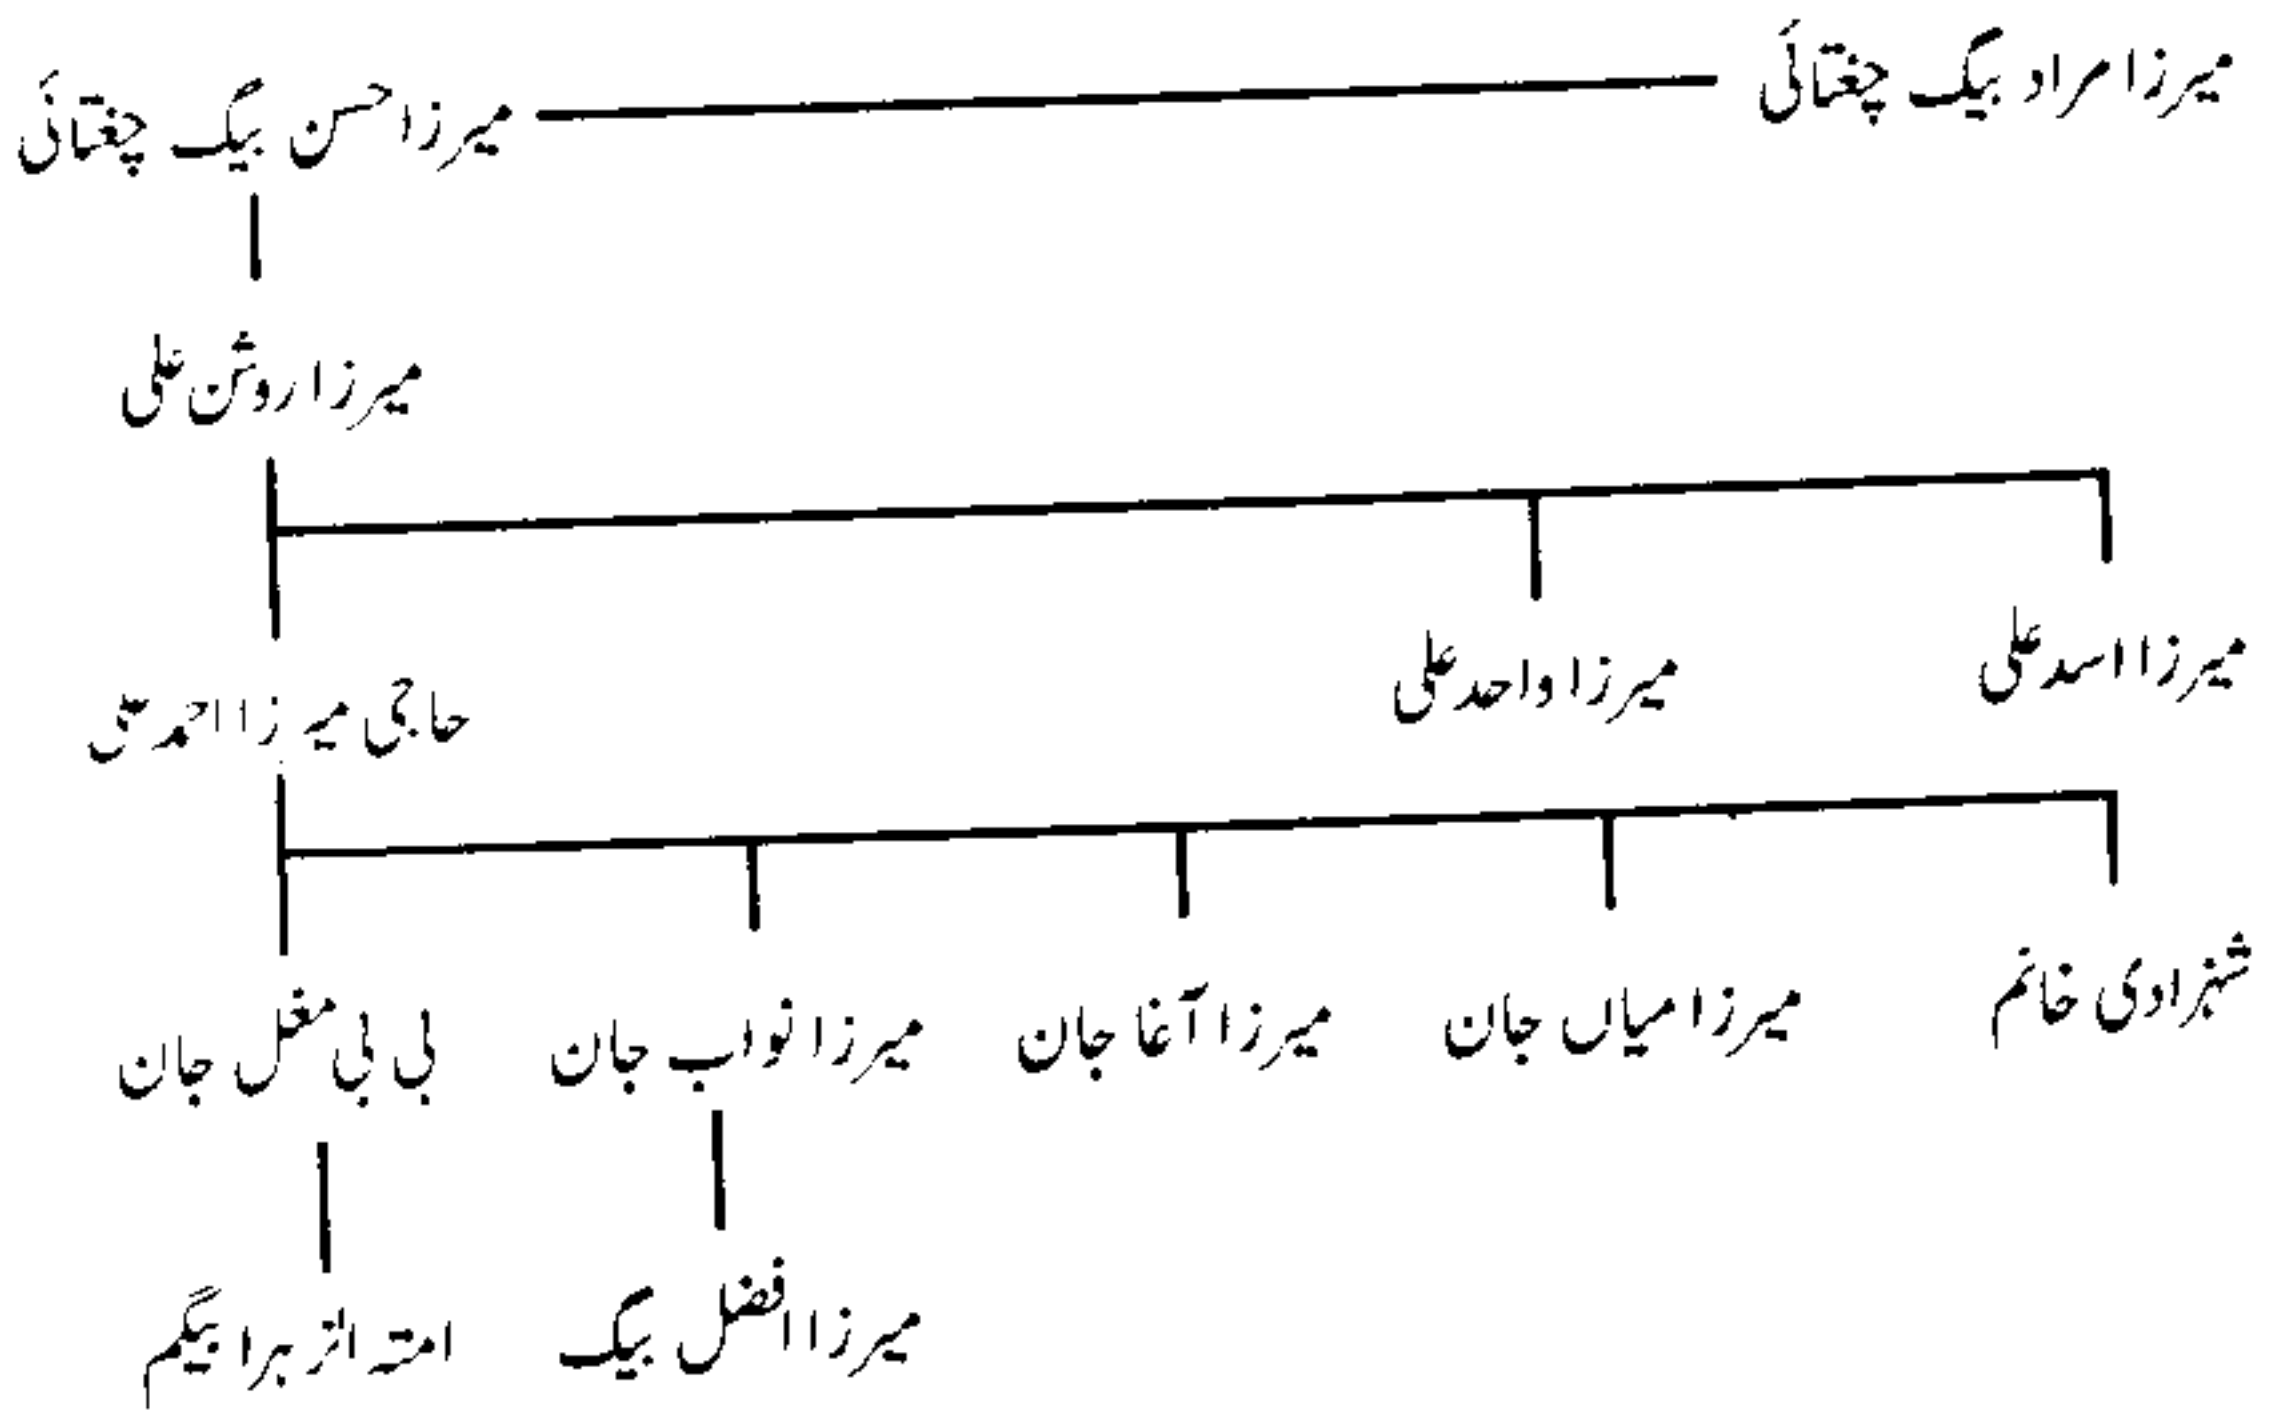 میرزا مراد بیگ چغتائی
میرزا حسن بیگ چغتائی
میرزا روشن علی
میرزا اسد علی
میرزا واحد علی
حاجی میرزا احمد علی
شہزادی خانم
میرزا میاں جان
میرزا آغا جان
میرزا نواب جان
بی بی مغل جان
میرزا افضل بیگ
امتہ الزہرا بیگم